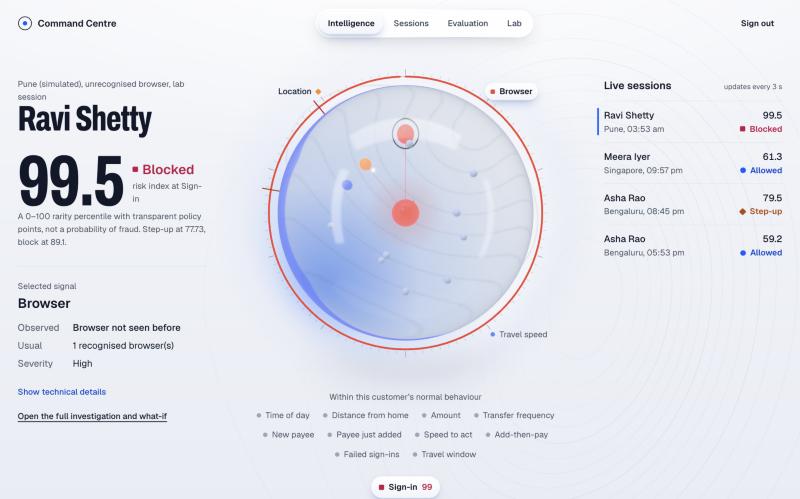 Command Centre
Intelligence
Sessions
Evaluation
Lab
Sign out
Pune (simulated), unrecognised browser, lab
session
Ravi Shetty
99.5
Blocked
risk index at Sign-
in
A 0–100 rarity percentile with transparent policy
points, not a probability of fraud. Step-up at 77.73,
block at 89.1.
Selected signal
Browser
Observed Browser not seen before
Usual 1 recognised browser(s)
Severity High
Show technical details
Open the full investigation and what-if
Location
Browser
Travel speed
Within this customer's normal behaviour
Time of day Distance from home Amount Transfer frequency
New payee Payee just added Speed to act Add-then-pay
Failed sign-ins Travel window
Sign-in 99
Live sessions updates every 3 s
Ravi Shetty 99.5
Pune, 03:53 am Blocked
Meera Iyer 61.3
Singapore, 09:57 pm Allowed
Asha Rao 79.5
Bengaluru, 08:45 pm Step-up
Asha Rao 59.2
Bengaluru, 05:53 pm Allowed